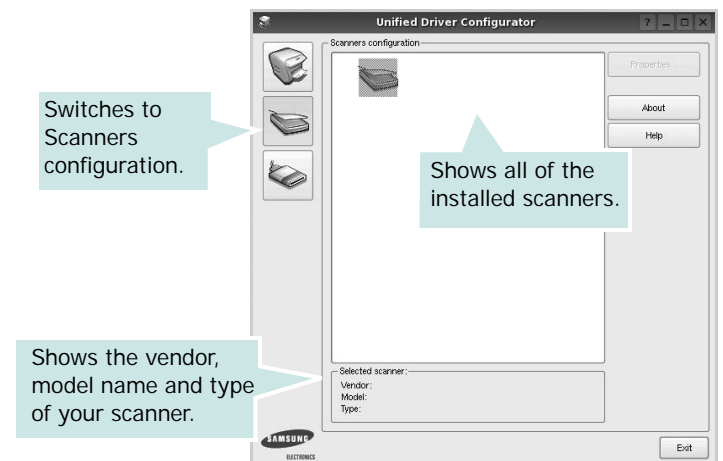 Unified Driver Configurator
Scanners configuration
Properties ...
About
Help
Switches to
Scanners
configuration.
Shows all of the
installed scanners.
Shows the vendor,
model name and type
of your scanner.
Selected scanner:
Vendor:
Model:
Type:
SAMSUNG
ELECTRONICS
Exit